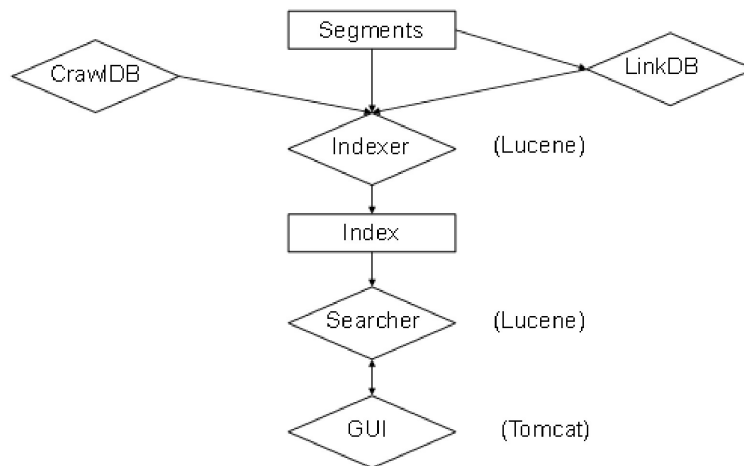 Segments
CrawlDB
LinkDB
Indexer (Lucene)
Index
Searcher (Lucene)
GUI (Tomcat)